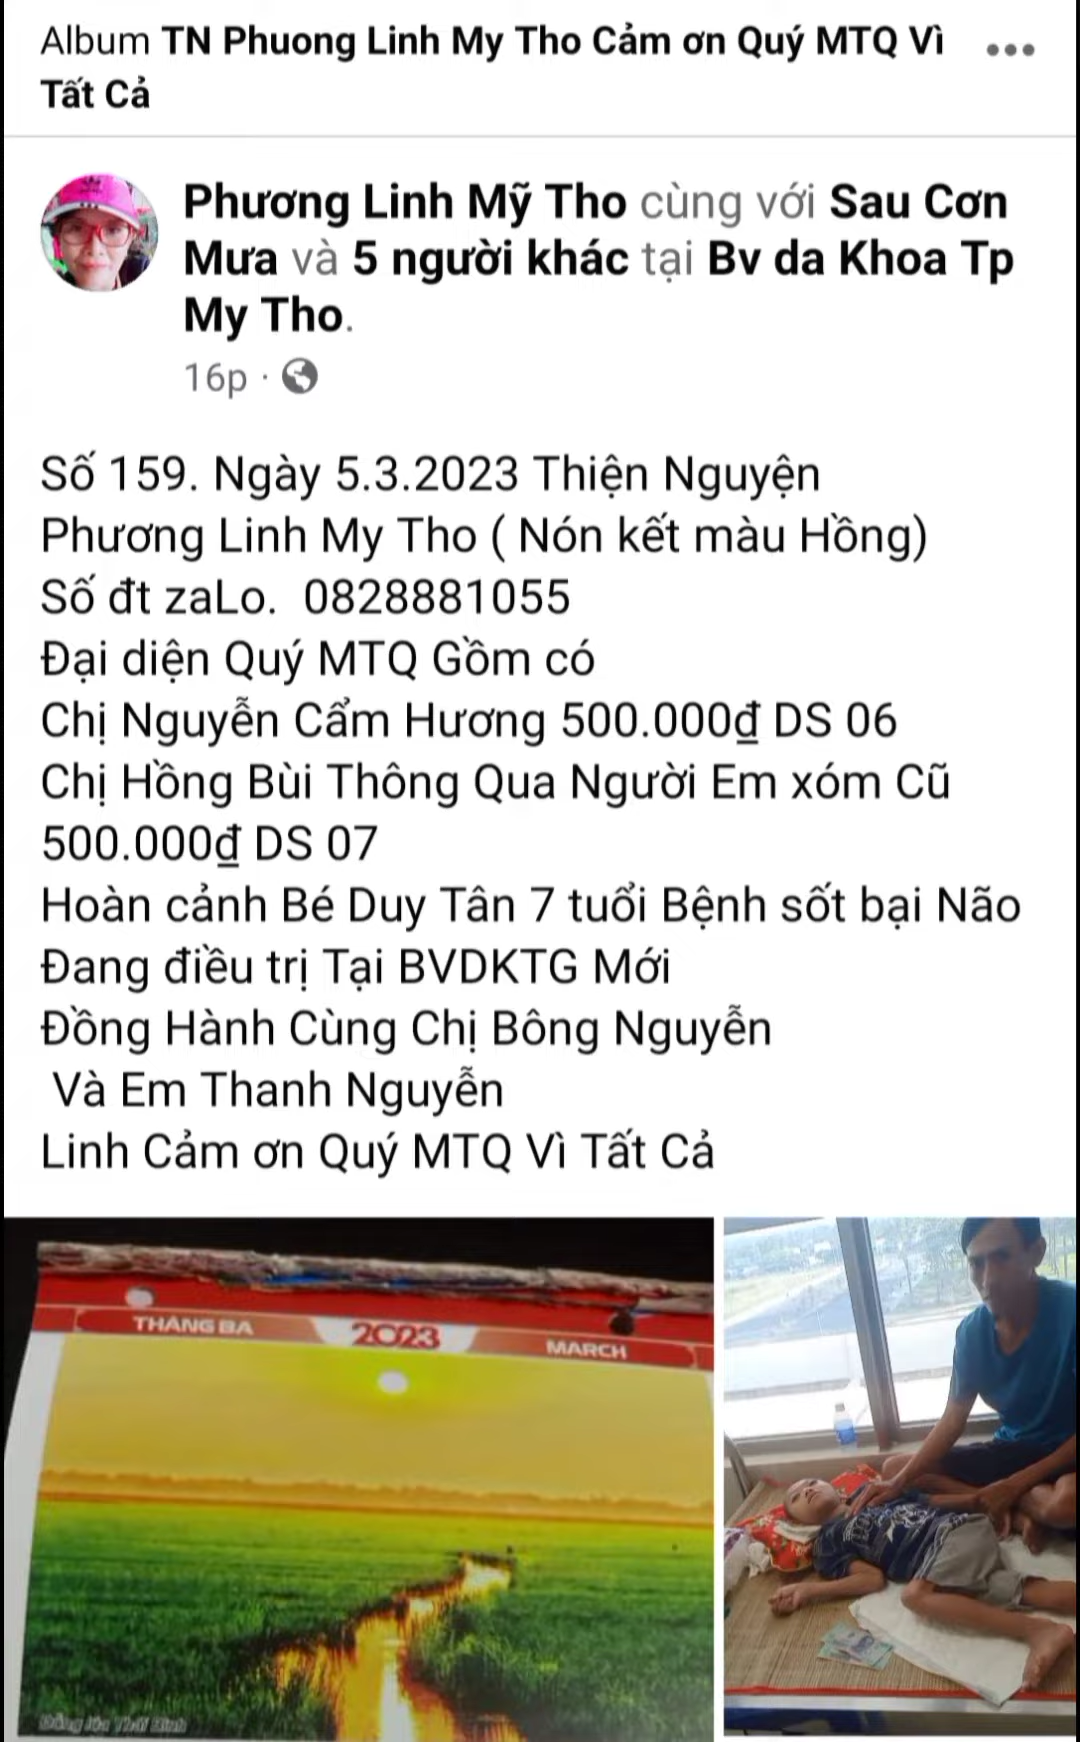 Album TN Phuong Linh My Tho Cảm ơn Quý MTQ Vì
Tất Cả
Phương Linh Mỹ Tho cùng với Sau Cơn
Mưa và 5 người khác tại Bv da Khoa Tp
My Tho.
16p ·
Số 159. Ngày 5.3.2023 Thiện Nguyện
Phương Linh My Tho ( Nón kết màu Hồng)
Số đt zaLo. 0828881055
Đại diện Quý MTQ Gồm có
Chị Nguyễn Cẩm Hương 500.000₫ DS 06
Chị Hồng Bùi Thông Qua Người Em xóm Cũ
500.000₫ DS 07
Hoàn cảnh Bé Duy Tân 7 tuổi Bệnh sốt bại Não
Đang điều trị Tại BVDKTG Mới
Đồng Hành Cùng Chị Bông Nguyễn
Và Em Thanh Nguyễn
Linh Cảm ơn Quý MTQ Vì Tất Cả
THÁNG BA 2023 MARCH